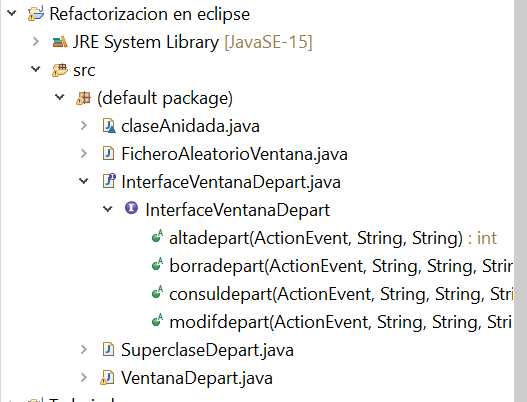 Refactorizacion en eclipse
JRE System Library [JavaSE-15]
src
(default package)
claseAnidada.java
FicheroAleatorioVentana.java
InterfaceVentanaDepart.java
InterfaceVentanaDepart
altadepart(ActionEvent, String, String) : int
borradepart(ActionEvent, String, String, Strin
consuldepart(ActionEvent, String, String, Stri
modifdepart(ActionEvent, String, String, Stri
SuperclaseDepart.java
VentanaDepart.java